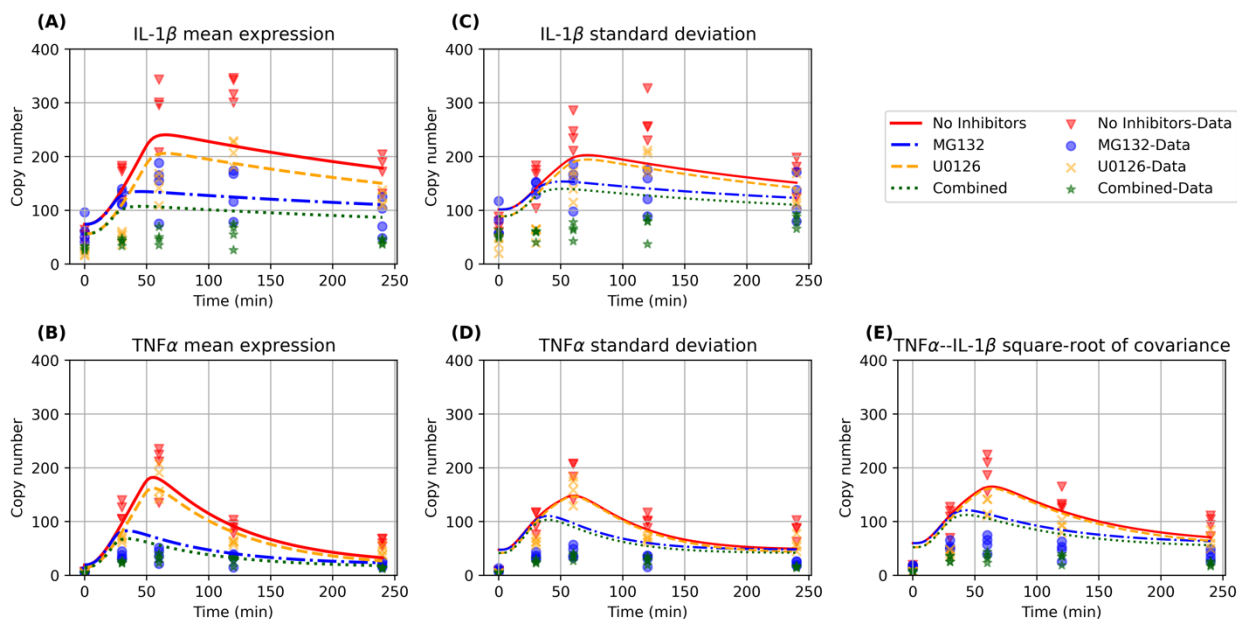 (A)
IL-1β mean expression
400
300
200
100
0
Copy number
0 50 100 150 200 250
Time (min)
(C)
IL-1β standard deviation
400
300
200
100
0
Copy number
0 50 100 150 200 250
Time (min)
No Inhibitors
MG132
U0126
Combined
No Inhibitors-Data
MG132-Data
U0126-Data
Combined-Data
(B)
TNFα mean expression
400
300
200
100
0
Copy number
0 50 100 150 200 250
Time (min)
(D)
TNFα standard deviation
400
300
200
100
0
Copy number
0 50 100 150 200 250
Time (min)
(E)
TNFα--IL-1β square-root of covariance
400
300
200
100
0
Copy number
0 50 100 150 200 250
Time (min)